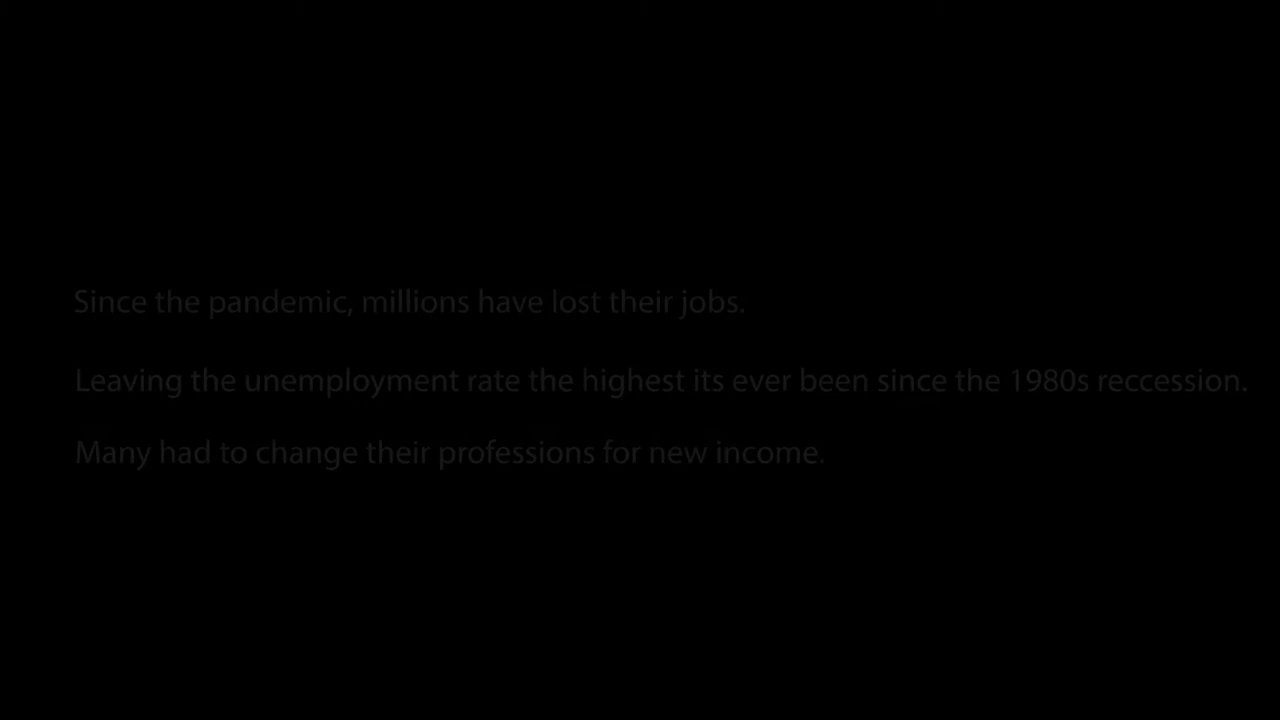 Since the pandemic, millions have lost their jobs.
Leaving the unemployment rate the highest its ever been since the 1980s reccession.
Many had to change their professions for new income.